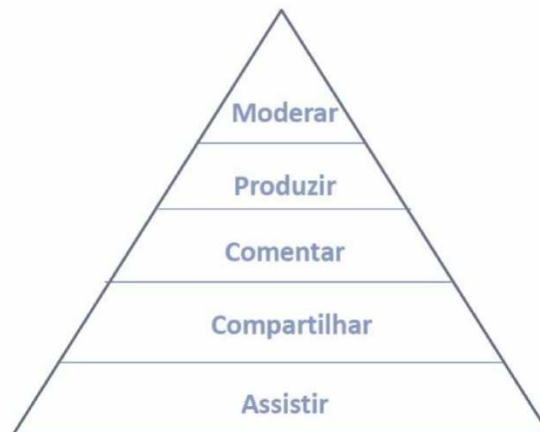 Moderar
Produzir
Comentar
Compartilhar
Assistir